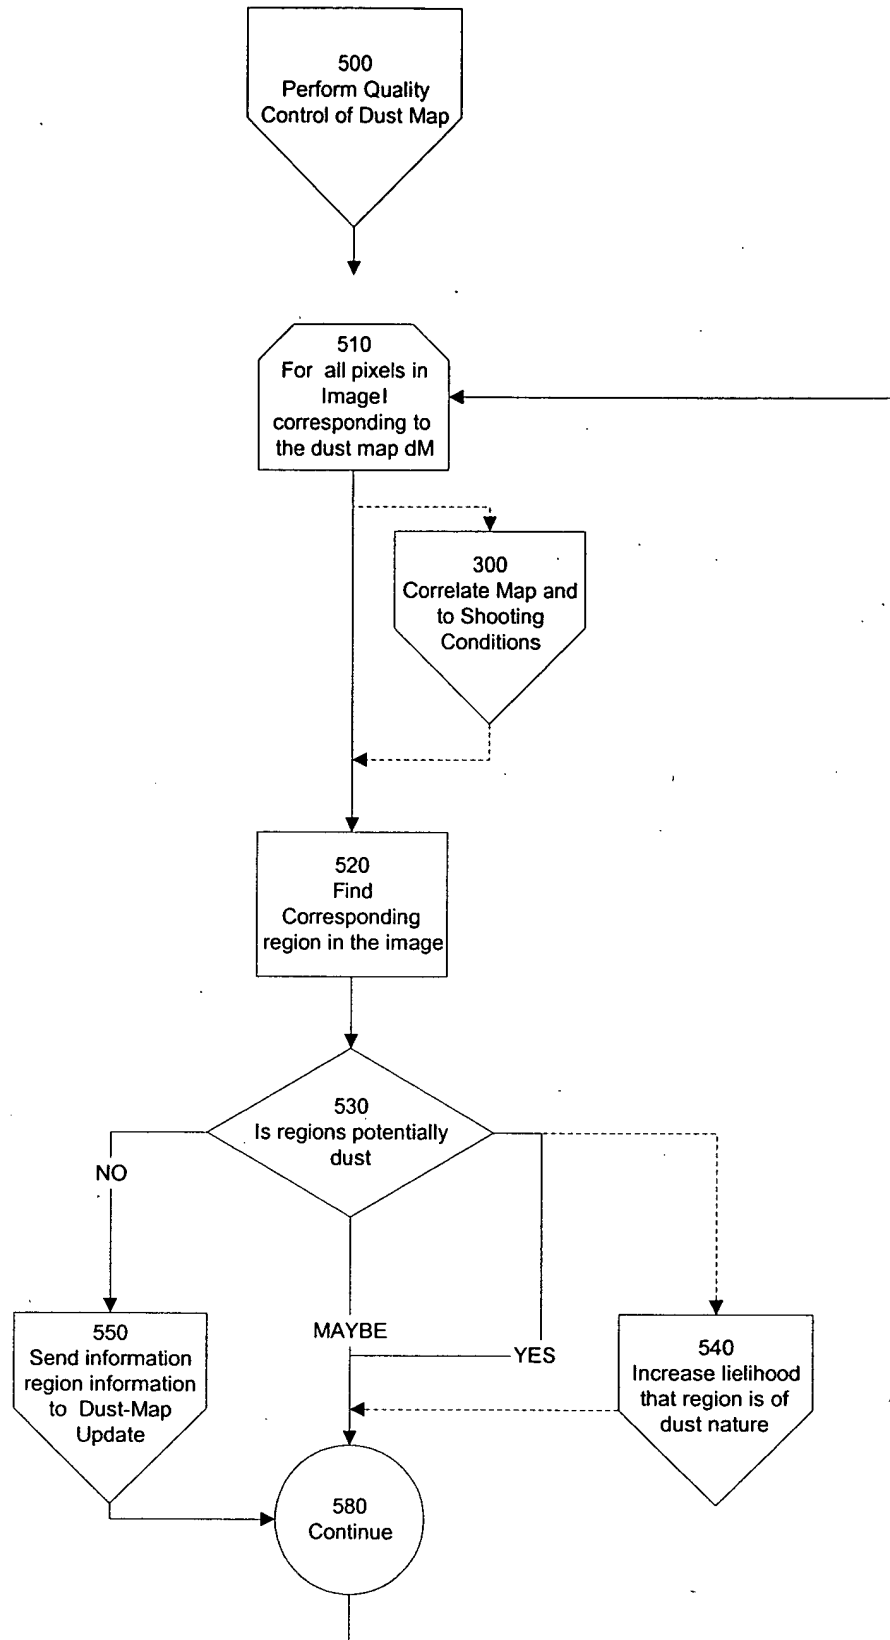 500
Perform Quality
Control of Dust Map
510
For all pixels in
ImageI
corresponding to
the dust map dM
300
Correlate Map and
to Shooting
Conditions
520
Find
Corresponding
region in the image
530
Is regions potentially
dust
NO
MAYBE
YES
550
Send information
region information
to Dust-Map
Update
540
Increase lielihood
that region is of
dust nature
580
Continue